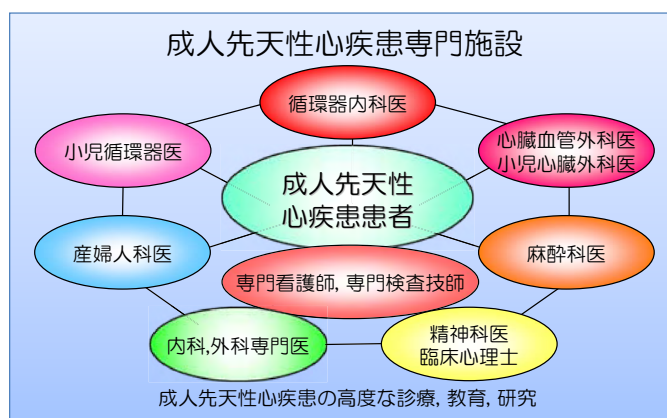 成人先天性心疾患専門施設
循環器内科医
小児循環器医
心臓血管外科医
小児心臓外科医
成人先天性
心疾患患者
産婦人科医
麻酔科医
専門看護師, 専門検査技師
内科,外科専門医
精神科医
臨床心理士
成人先天性心疾患の高度な診療, 教育, 研究